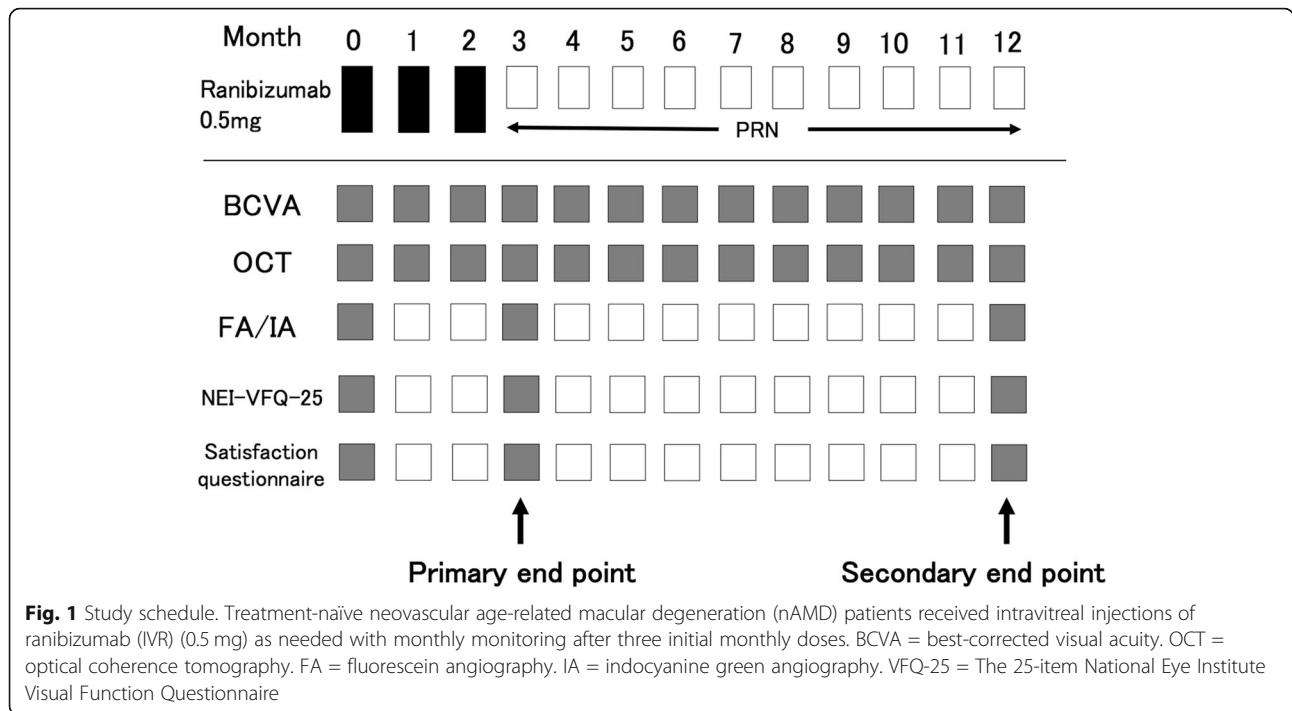 Month 0 1 2 3 4 5 6 7 8 9 10 11 12
Ranibizumab
0.5mg
PRN
BCVA
OCT
FA/IA
NEI-VFQ-25
Satisfaction
questionnaire
Primary end point Secondary end point
Fig. 1 Study schedule. Treatment-naïve neovascular age-related macular degeneration (nAMD) patients received intravitreal injections of
ranibizumab (IVR) (0.5 mg) as needed with monthly monitoring after three initial monthly doses. BCVA = best-corrected visual acuity. OCT =
optical coherence tomography. FA = fluorescein angiography. IA = indocyanine green angiography. VFQ-25 = The 25-item National Eye Institute
Visual Function Questionnaire